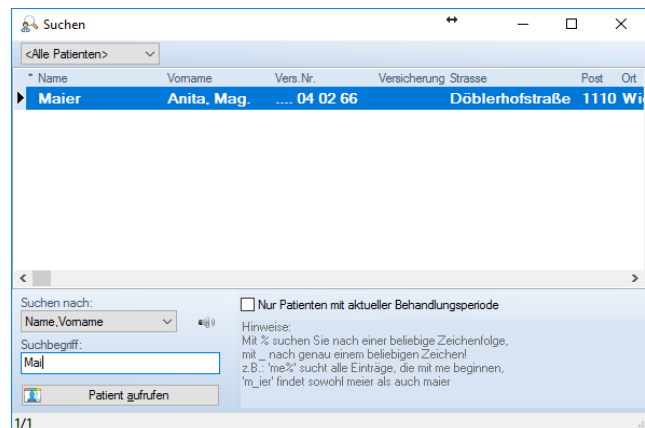 Suchen
<Alle Patienten>
* Name Vorname Vers.Nr. Versicherung Strasse Post Ort
Maier Anita, Mag. .... 04 02 66 Döblerhofstraße 1110 Wi
Suchen nach:
Name,Vorname
Suchbegriff:
Mai
Patient aufrufen
Nur Patienten mit aktueller Behandlungsperiode
Hinweise:
Mit % suchen Sie nach einer beliebige Zeichenfolge,
mit _ nach genau einem beliebigen Zeichen!
z.B.: 'me%' sucht alle Einträge, die mit me beginnen,
'm_ier' findet sowohl meier als auch maier
1/1